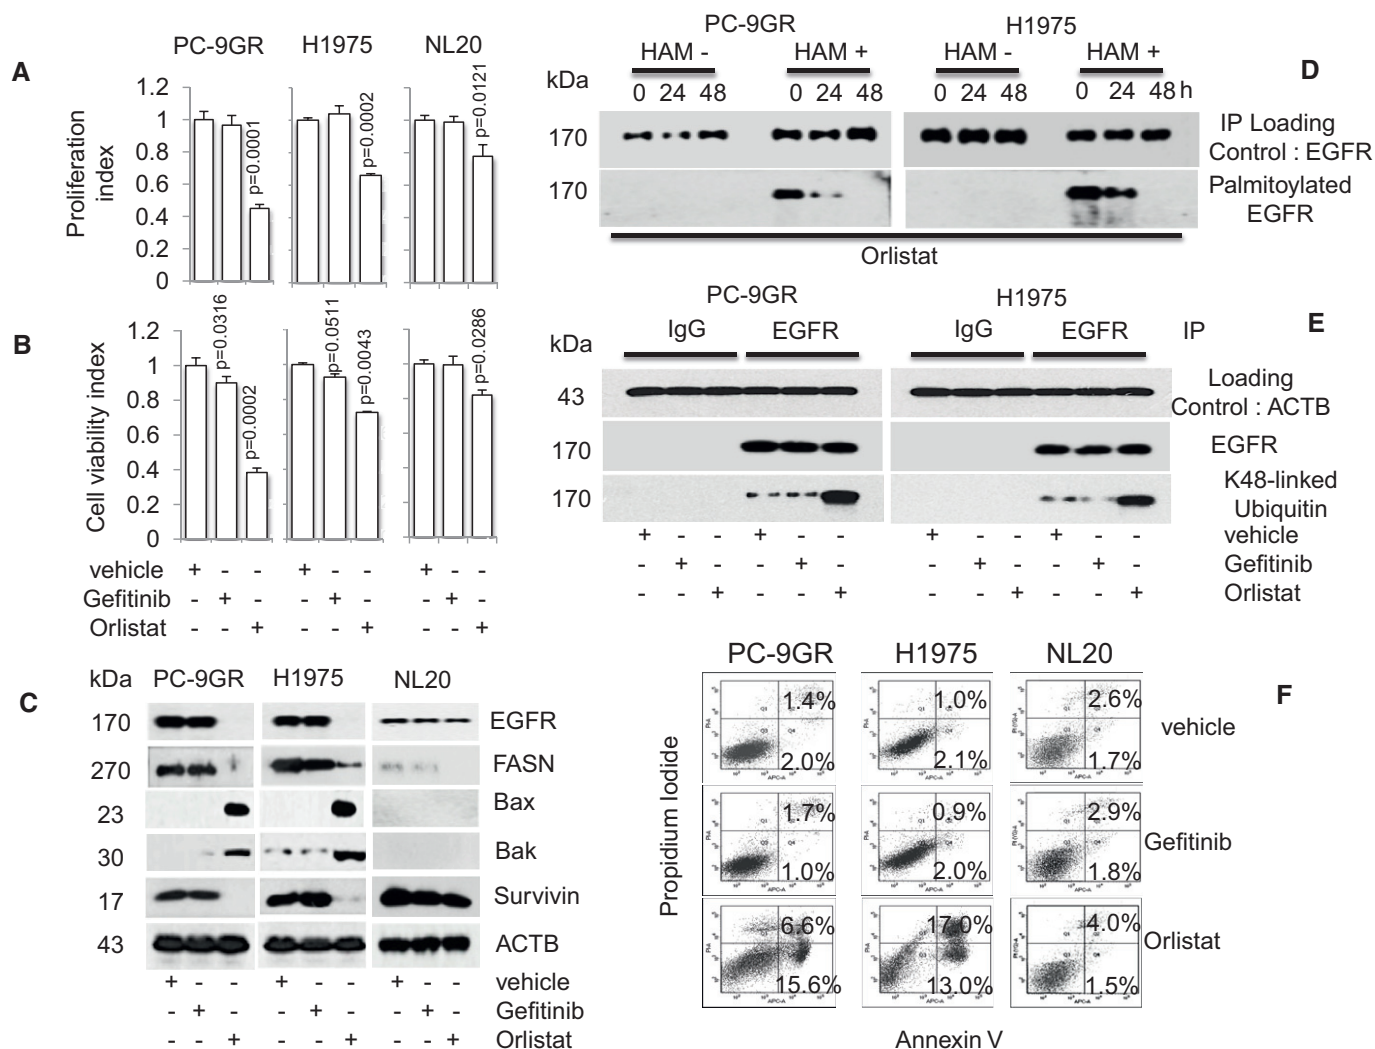 A
PC-9GR H1975 NL20
Proliferation
index
1.2
1
0.8
0.6
0.4
0.2
0
p=0.0001
p=0.0002
p=0.0121
B
Cell viability index
1.2
1
0.8
0.6
0.4
0.2
0
p=0.0316
p=0.0002
p=0.0511
p=0.0043
p=0.0286
vehicle + - - + - - + - -
Gefitinib - + - - + - - + -
Orlistat - - + - - + - - +
C
kDa PC-9GR H1975 NL20
170 EGFR
270 FASN
23 Bax
30 Bak
17 Survivin
43 ACTB
+ - - + - - + - - vehicle
- + - - + - - + - Gefitinib
- - + - - + - - + Orlistat
D
PC-9GR H1975
HAM - HAM + HAM - HAM +
kDa 0 24 48 0 24 48 0 24 48 0 24 48 h
170 IP Loading
Control : EGFR
170 Palmitoylated
EGFR
Orlistat
E
PC-9GR H1975
IgG EGFR IgG EGFR IP
kDa
43 Loading
Control : ACTB
170 EGFR
170 K48-linked
Ubiquitin
+ - - + - - + - - + - - vehicle
- + - - + - - + - - + - Gefitinib
- - + - - + - - + - - + Orlistat
F
PC-9GR H1975 NL20
Propidium Iodide
1.4% 1.0% 2.6%
vehicle
2.0% 2.1% 1.7%
1.7% 0.9% 2.9%
Gefitinib
1.0% 2.0% 1.8%
6.6% 17.0% 4.0%
Orlistat
15.6% 13.0% 1.5%
Annexin V